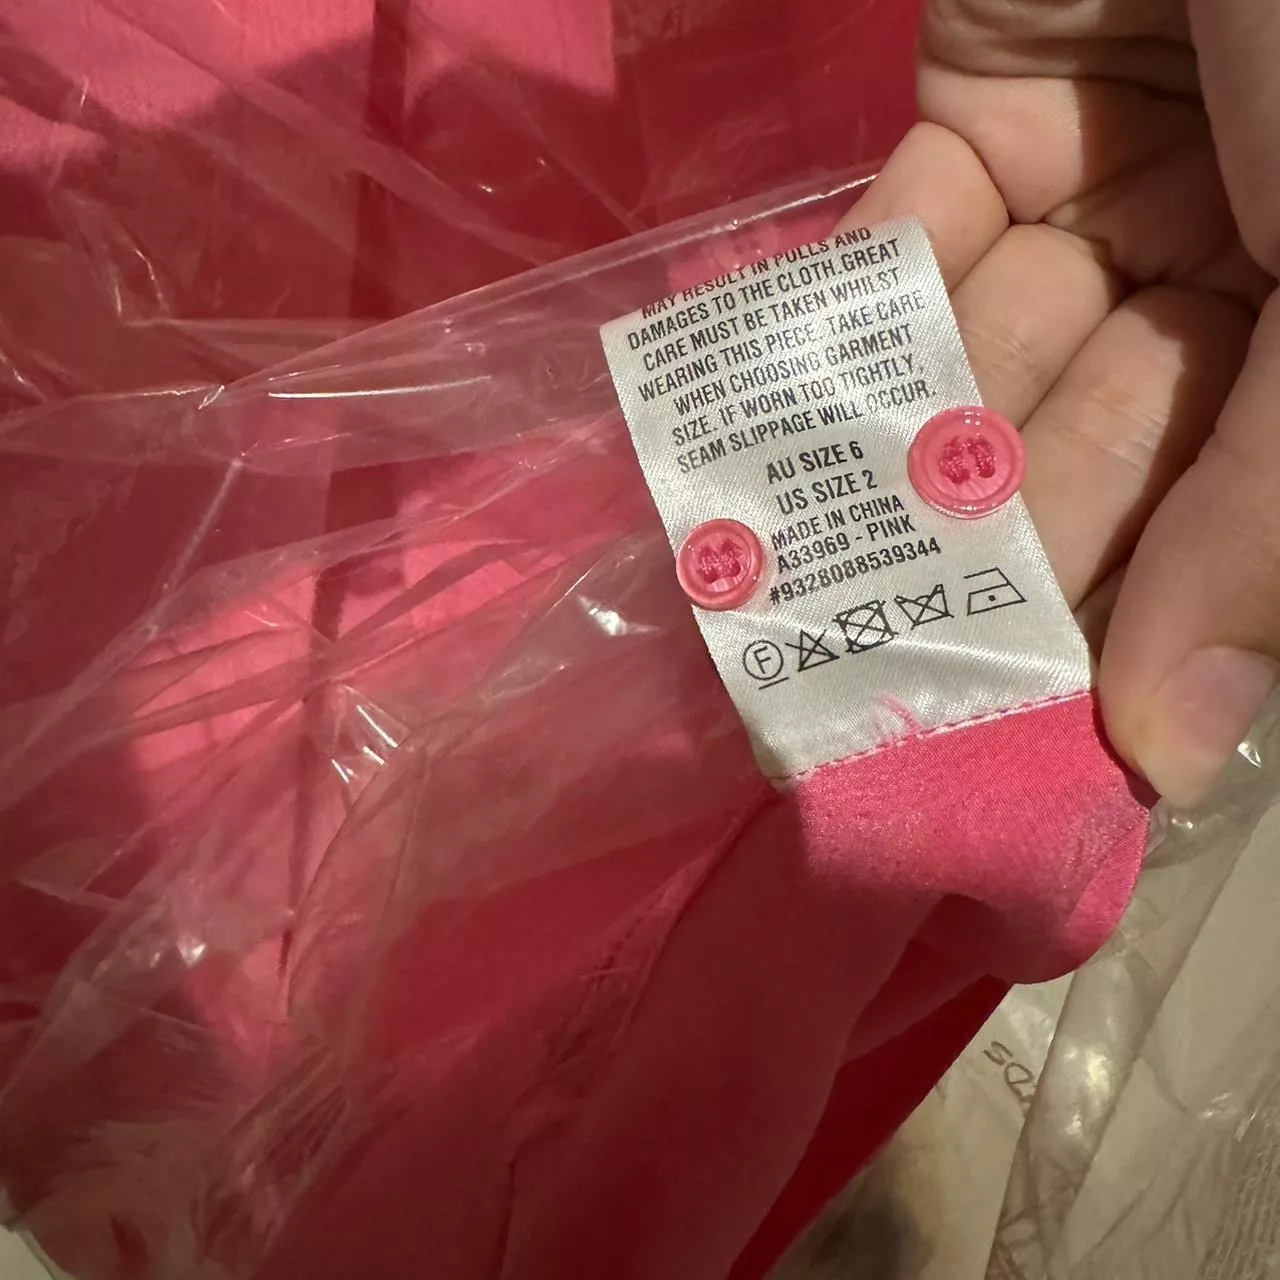 MAY RESULT IN PULLS AND
DAMAGES TO THE CLOTH.GREAT
CARE MUST BE TAKEN WHILST
WEARING THIS PIECE. TAKE CARE
WHEN CHOOSING GARMENT
SIZE. IF WORN TOO TIGHTLY,
SEAM SLIPPAGE WILL OCCUR.
AU SIZE 6
US SIZE 2
MADE IN CHINA
A33969 - PINK
#9328088539344
F